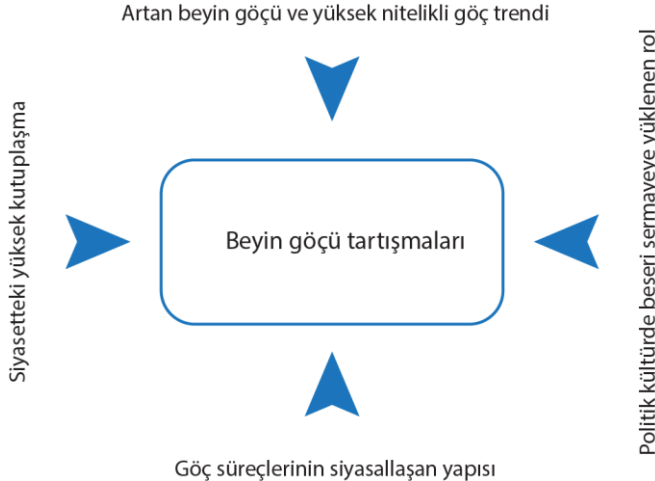 Artan beyin göçü ve yüksek nitelikli göç trendi
Siyasetteki yüksek kutuplaşma
Beyin göçü tartışmaları
Politik kültürde beşeri sermayeye yüklenen rol
Göç süreçlerinin siyasallaşan yapısı